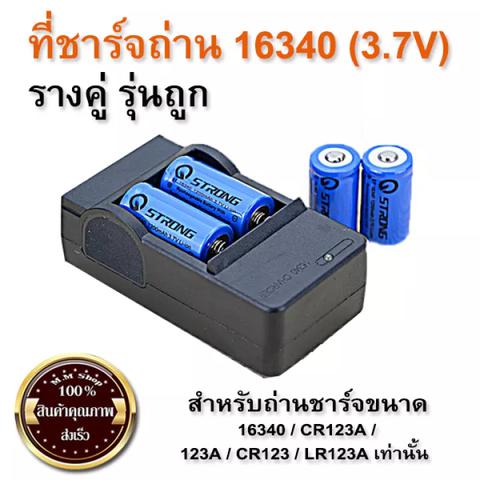 ที่ชาร์จถ่าน 16340 (3.7V)
รางคู่ รุ่นถูก
STRONG
STRONG
STRONG
STRONG
M.M Shop
100%
สินค้าคุณภาพ
ส่งเร็ว
สำหรับถ่านชาร์จขนาด
16340 / CR123A /
123A / CR123 / LR123A เท่านั้น